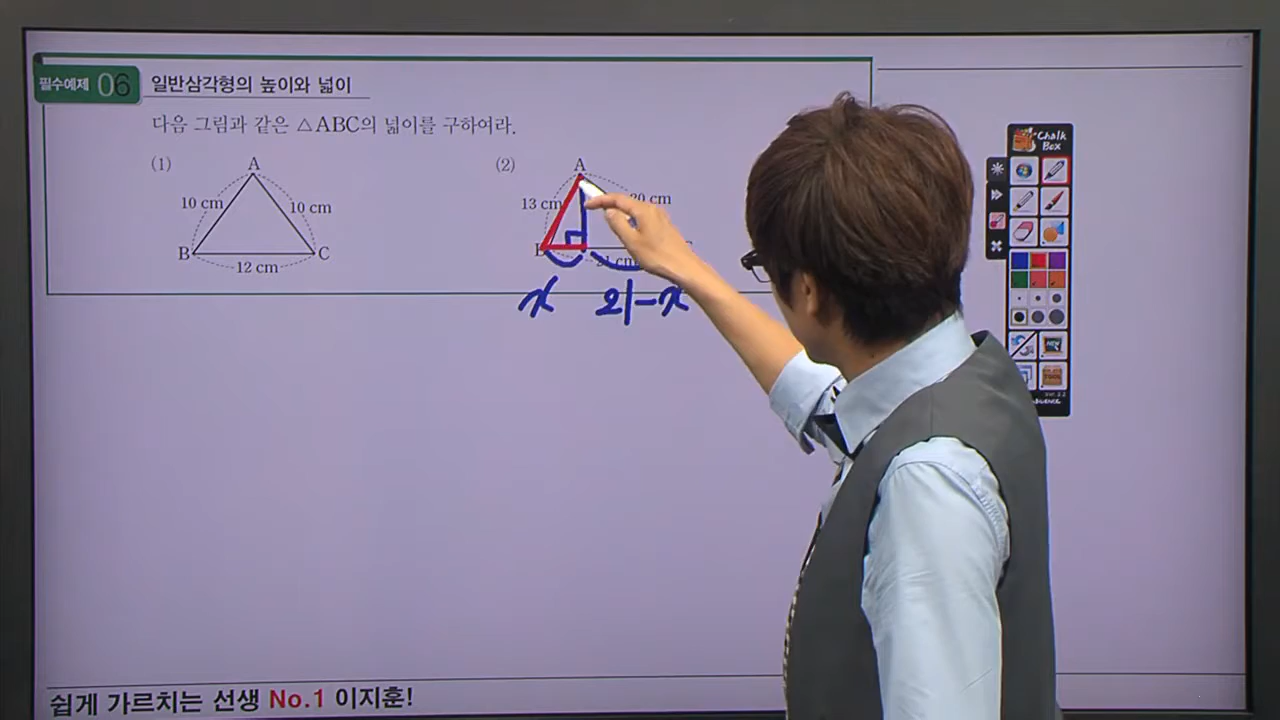 필수예제 06 일반삼각형의 높이와 넓이
다음 그림과 같은 △ABC의 넓이를 구하여라.
(1)
A
10 cm
10 cm
B
C
12 cm
(2)
A
13 cm
20 cm
21 cm
x
21-x
Chalk
Box
쉽게 가르치는 선생 No.1 이지훈!